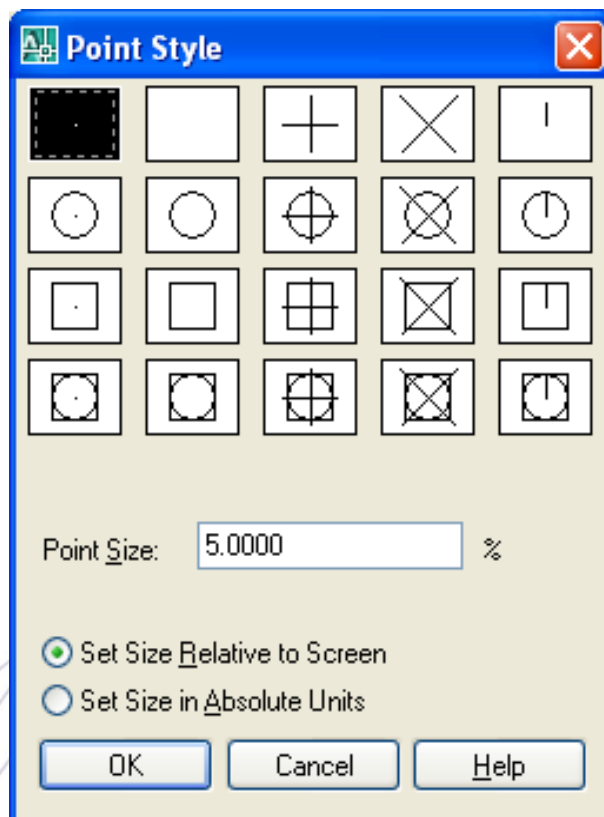 Point Style
Point Size: 5.0000 %
Set Size Relative to Screen
Set Size in Absolute Units
OK Cancel Help